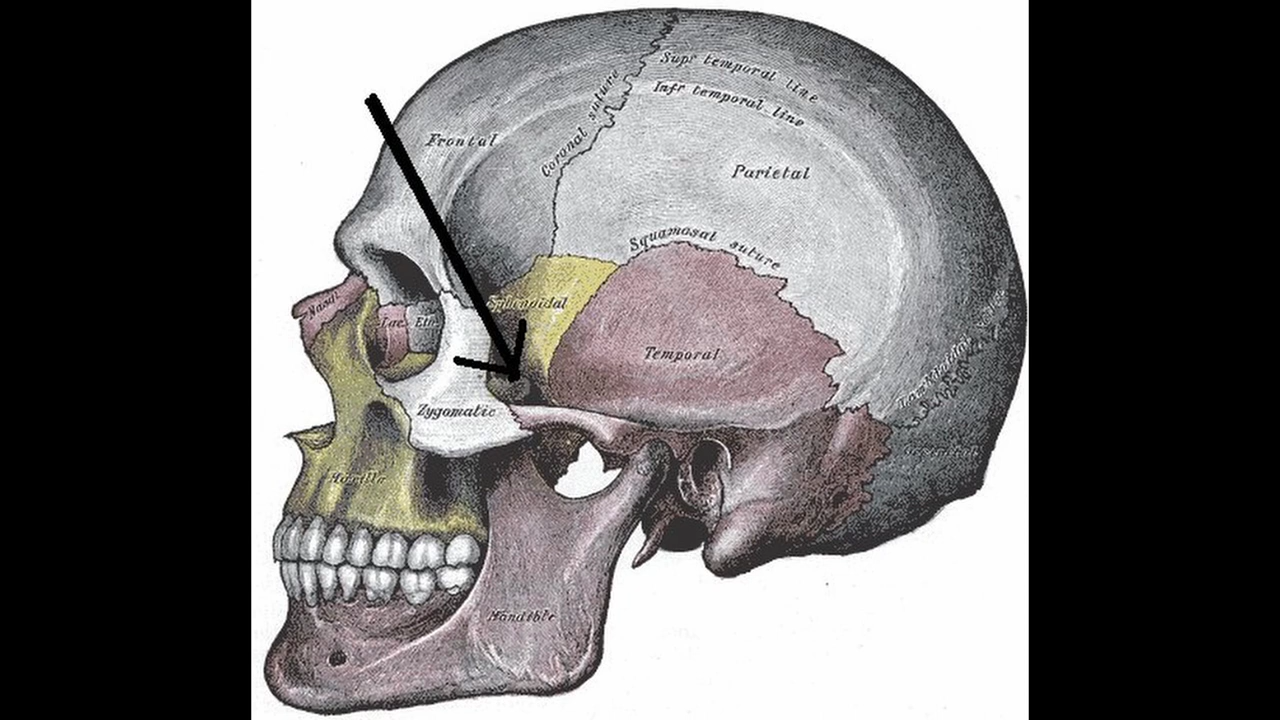 Supr temporal line
Infr temporal line
Coronal suture
Frontal
Parietal
Squamosal suture
Sphenoidal
Nasal
Lac.
Eth
Temporal
Zygomatic
Maxilla
Mandible